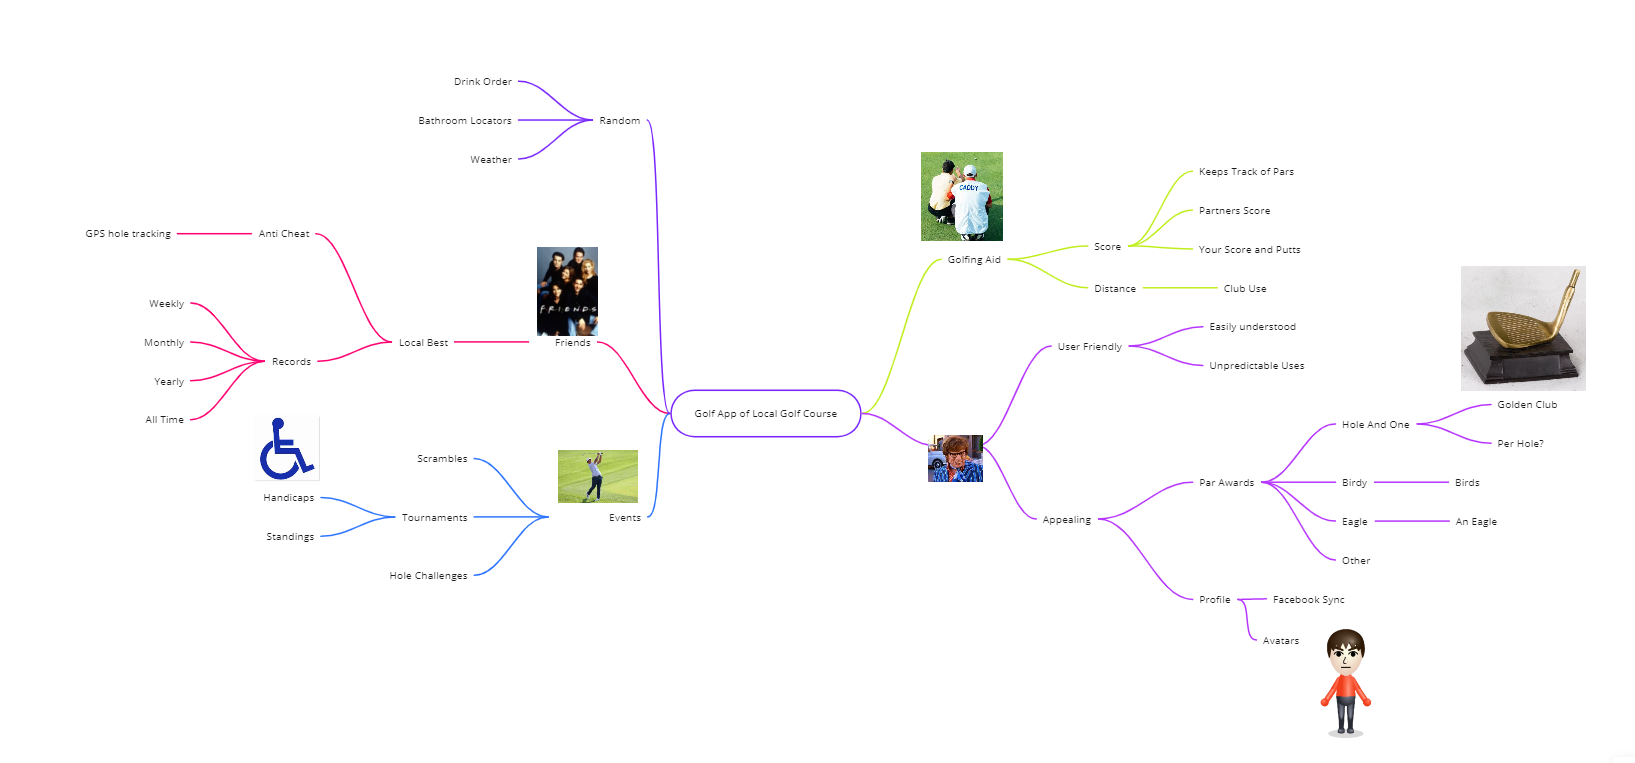 Golf App of Local Golf Course
Random
Drink Order
Bathroom Locators
Weather
FRIENDS
Friends
Local Best
Anti Cheat
GPS hole tracking
Records
Weekly
Monthly
Yearly
All Time
Events
Scrambles
Tournaments
Handicaps
Standings
Hole Challenges
CADDY
Golfing Aid
Score
Keeps Track of Pars
Partners Score
Your Score and Putts
Distance
Club Use
User Friendly
Easily understood
Unpredictable Uses
Appealing
Par Awards
Hole And One
Golden Club
Per Hole?
Birdy
Birds
Eagle
An Eagle
Other
Profile
Facebook Sync
Avatars